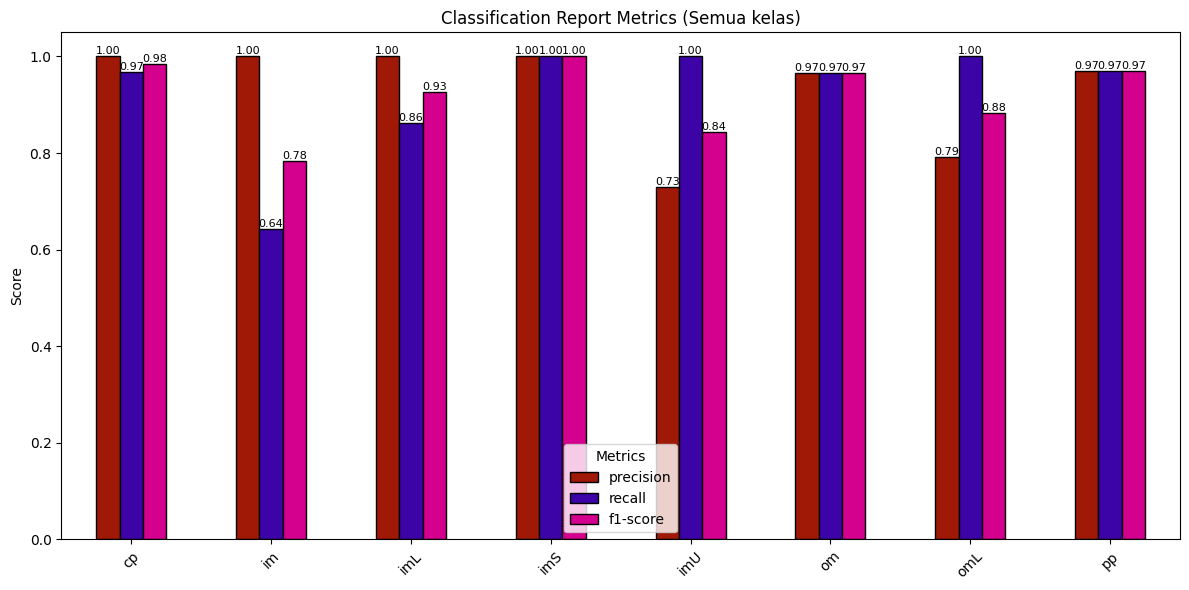 Classification Report Metrics (Semua kelas)
Score
1.0
0.8
0.6
0.4
0.2
0.0
1.00 0.97 0.98
1.00 0.64 0.78
1.00 0.86 0.93
1.00 1.00 1.00
0.73 1.00 0.84
0.97 0.97 0.97
0.79 1.00 0.88
0.97 0.97 0.97
Metrics
precision
recall
f1-score
cp
im
imL
imS
imU
om
omL
pp